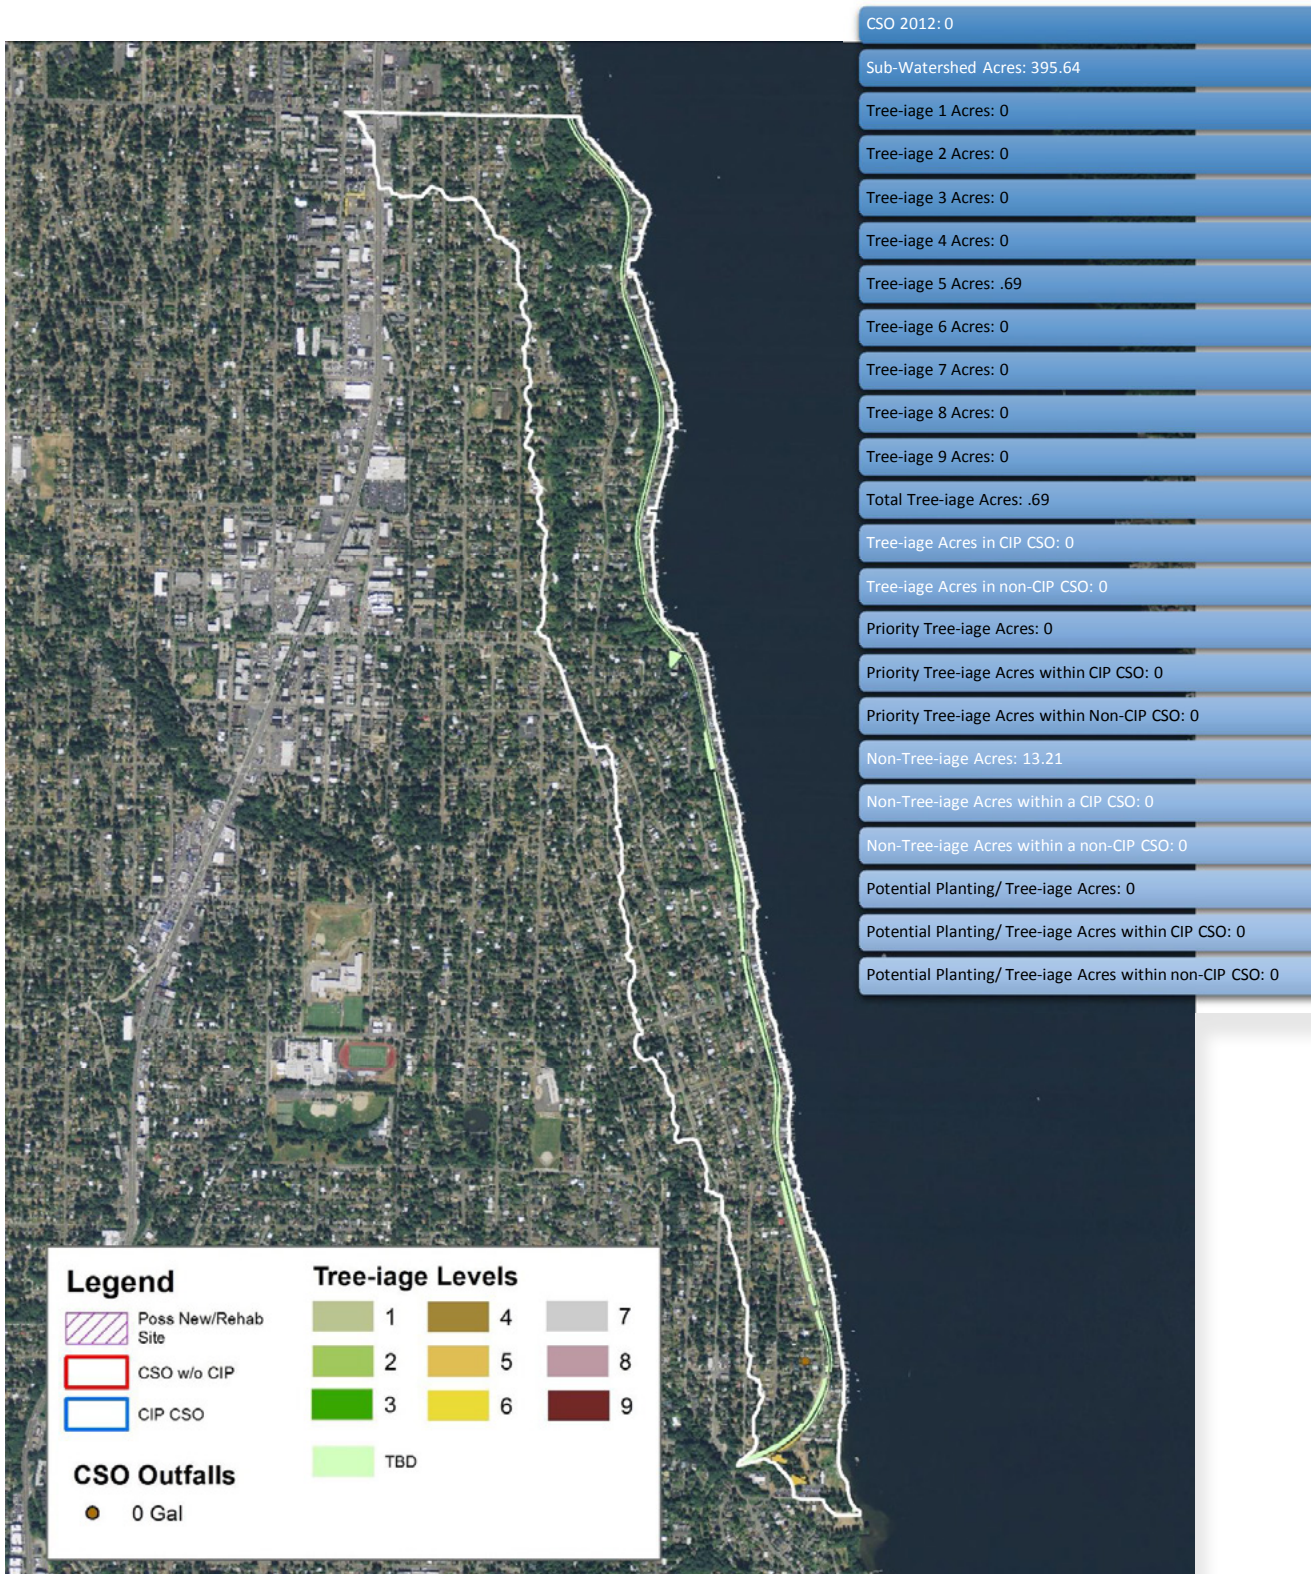 CSO 2012: 0
Sub-Watershed Acres: 395.64
Tree-iage 1 Acres: 0
Tree-iage 2 Acres: 0
Tree-iage 3 Acres: 0
Tree-iage 4 Acres: 0
Tree-iage 5 Acres: .69
Tree-iage 6 Acres: 0
Tree-iage 7 Acres: 0
Tree-iage 8 Acres: 0
Tree-iage 9 Acres: 0
Total Tree-iage Acres: .69
Tree-iage Acres in CIP CSO: 0
Tree-iage Acres in non-CIP CSO: 0
Priority Tree-iage Acres: 0
Priority Tree-iage Acres within CIP CSO: 0
Priority Tree-iage Acres within Non-CIP CSO: 0
Non-Tree-iage Acres: 13.21
Non-Tree-iage Acres within a CIP CSO: 0
Non-Tree-iage Acres within a non-CIP CSO: 0
Potential Planting/ Tree-iage Acres: 0
Potential Planting/ Tree-iage Acres within CIP CSO: 0
Potential Planting/ Tree-iage Acres within non-CIP CSO: 0
Legend
Poss New/Rehab
Site
CSO w/o CIP
CIP CSO
CSO Outfalls
0 Gal
Tree-iage Levels
1
2
3
4
5
6
7
8
9
TBD